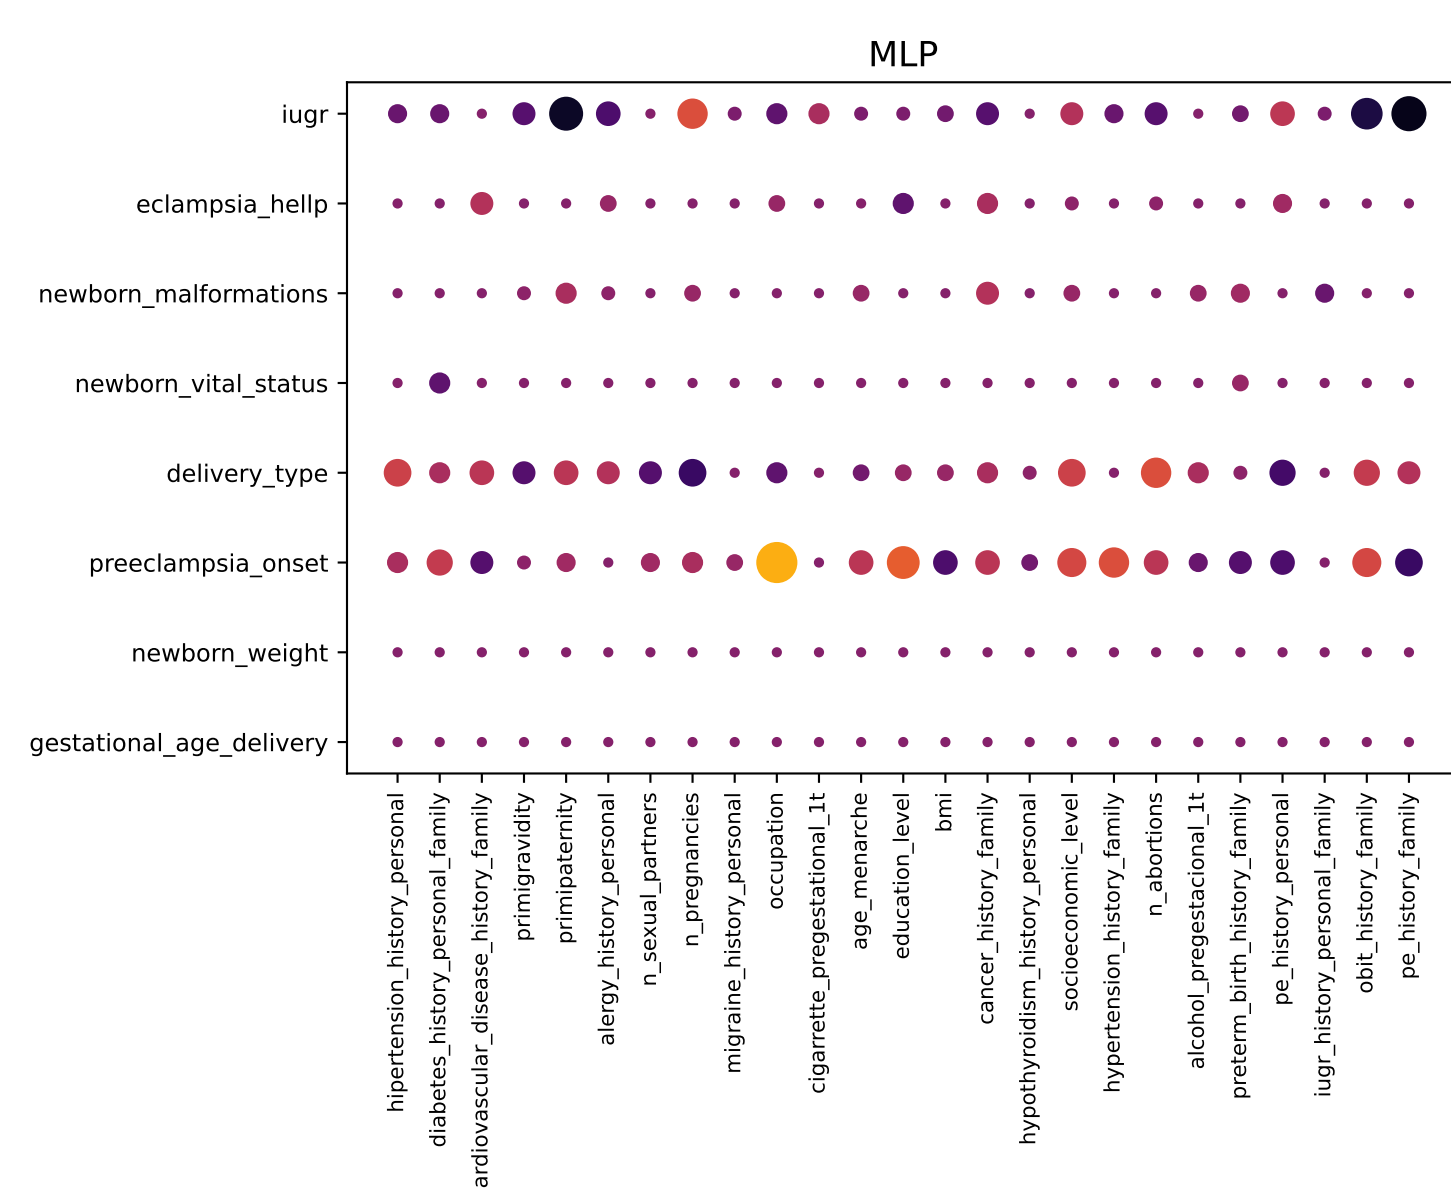 MLP
iugr
eclampsia_hellp
newborn_malformations
newborn_vital_status
delivery_type
preeclampsia_onset
newborn_weight
gestational_age_delivery
hipertension_history_personal
diabetes_history_personal_family
ardiovascular_disease_history_family
primigravidity
primipaternity
alergy_history_personal
n_sexual_partners
n_pregnancies
migraine_history_personal
occupation
cigarrette_pregestational_1t
age_menarche
education_level
bmi
cancer_history_family
hypothyroidism_history_personal
socioeconomic_level
hypertension_history_family
n_abortions
alcohol_pregestacional_1t
preterm_birth_history_family
pe_history_personal
iugr_history_personal_family
obit_history_family
pe_history_family